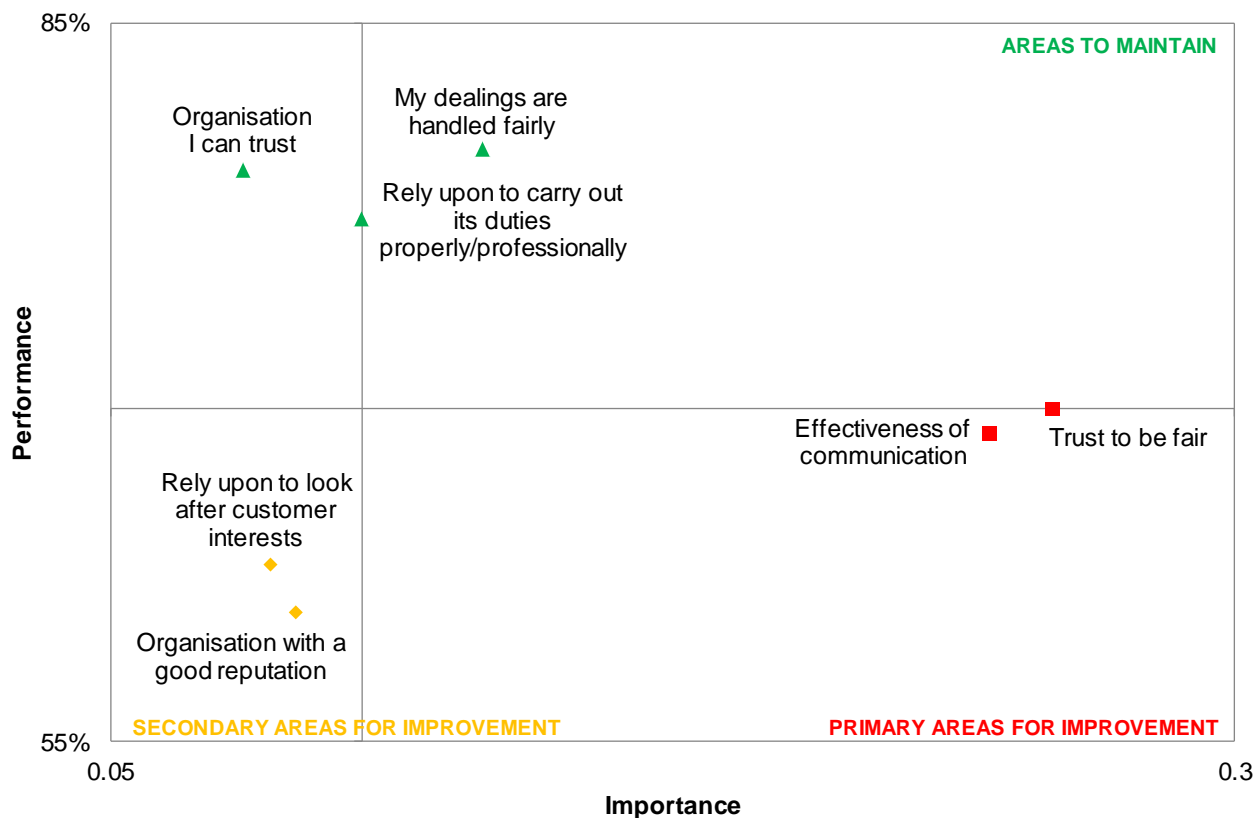 85%
AREAS TO MAINTAIN
My dealings are
handled fairly
Organisation
I can trust
Rely upon to carry out
its duties
properly/professionally
Performance
Effectiveness of
communication
Trust to be fair
Rely upon to look
after customer
interests
Organisation with a
good reputation
SECONDARY AREAS FOR IMPROVEMENT
PRIMARY AREAS FOR IMPROVEMENT
55%
0.05
0.3
Importance